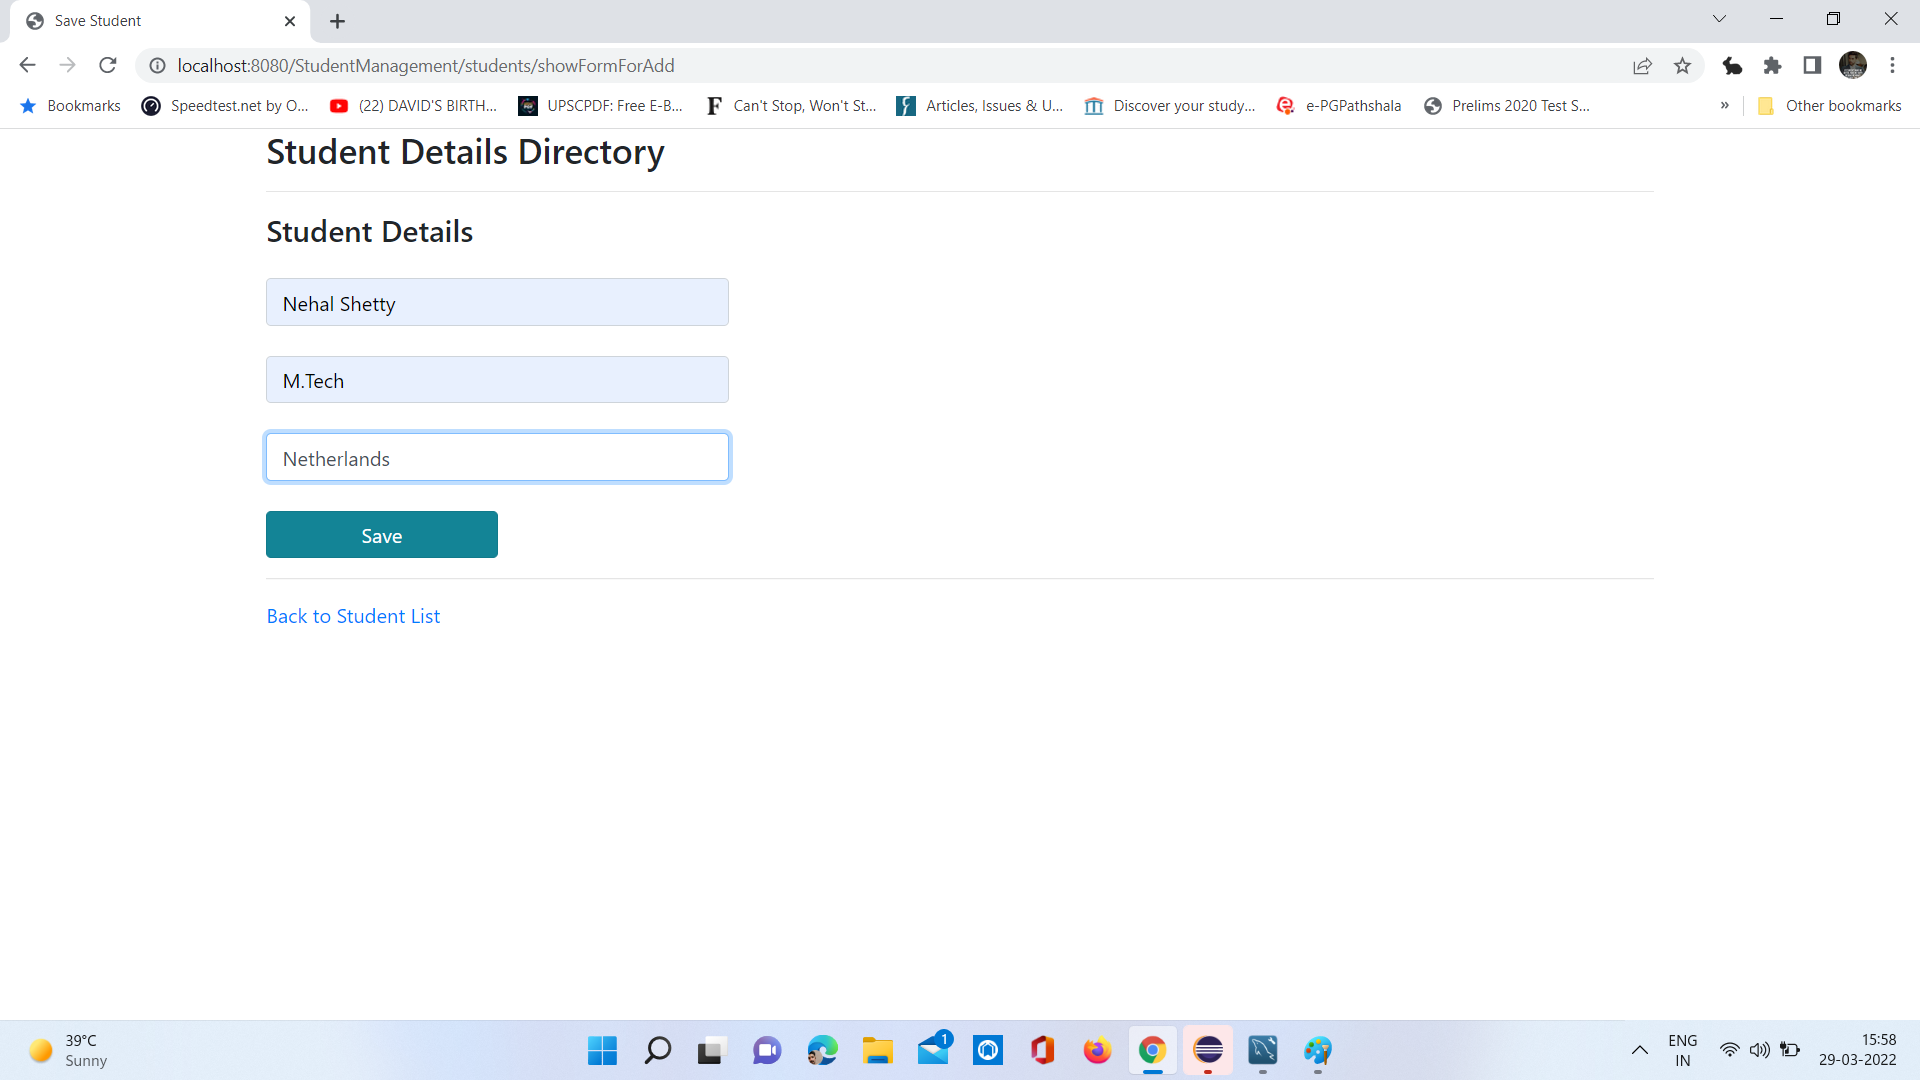 Save Student
localhost:8080/StudentManagement/students/showFormForAdd
Bookmarks
Speedtest.net by O...
(22) DAVID'S BIRTH...
UPSCPDF: Free E-B...
Can't Stop, Won't St...
Articles, Issues & U...
Discover your study...
e-PGPathshala
Prelims 2020 Test S...
»
Other bookmarks
Student Details Directory
Student Details
Nehal Shetty
M.Tech
Netherlands
Save
Back to Student List
39°C
Sunny
1
ENG
IN
15:58
29-03-2022